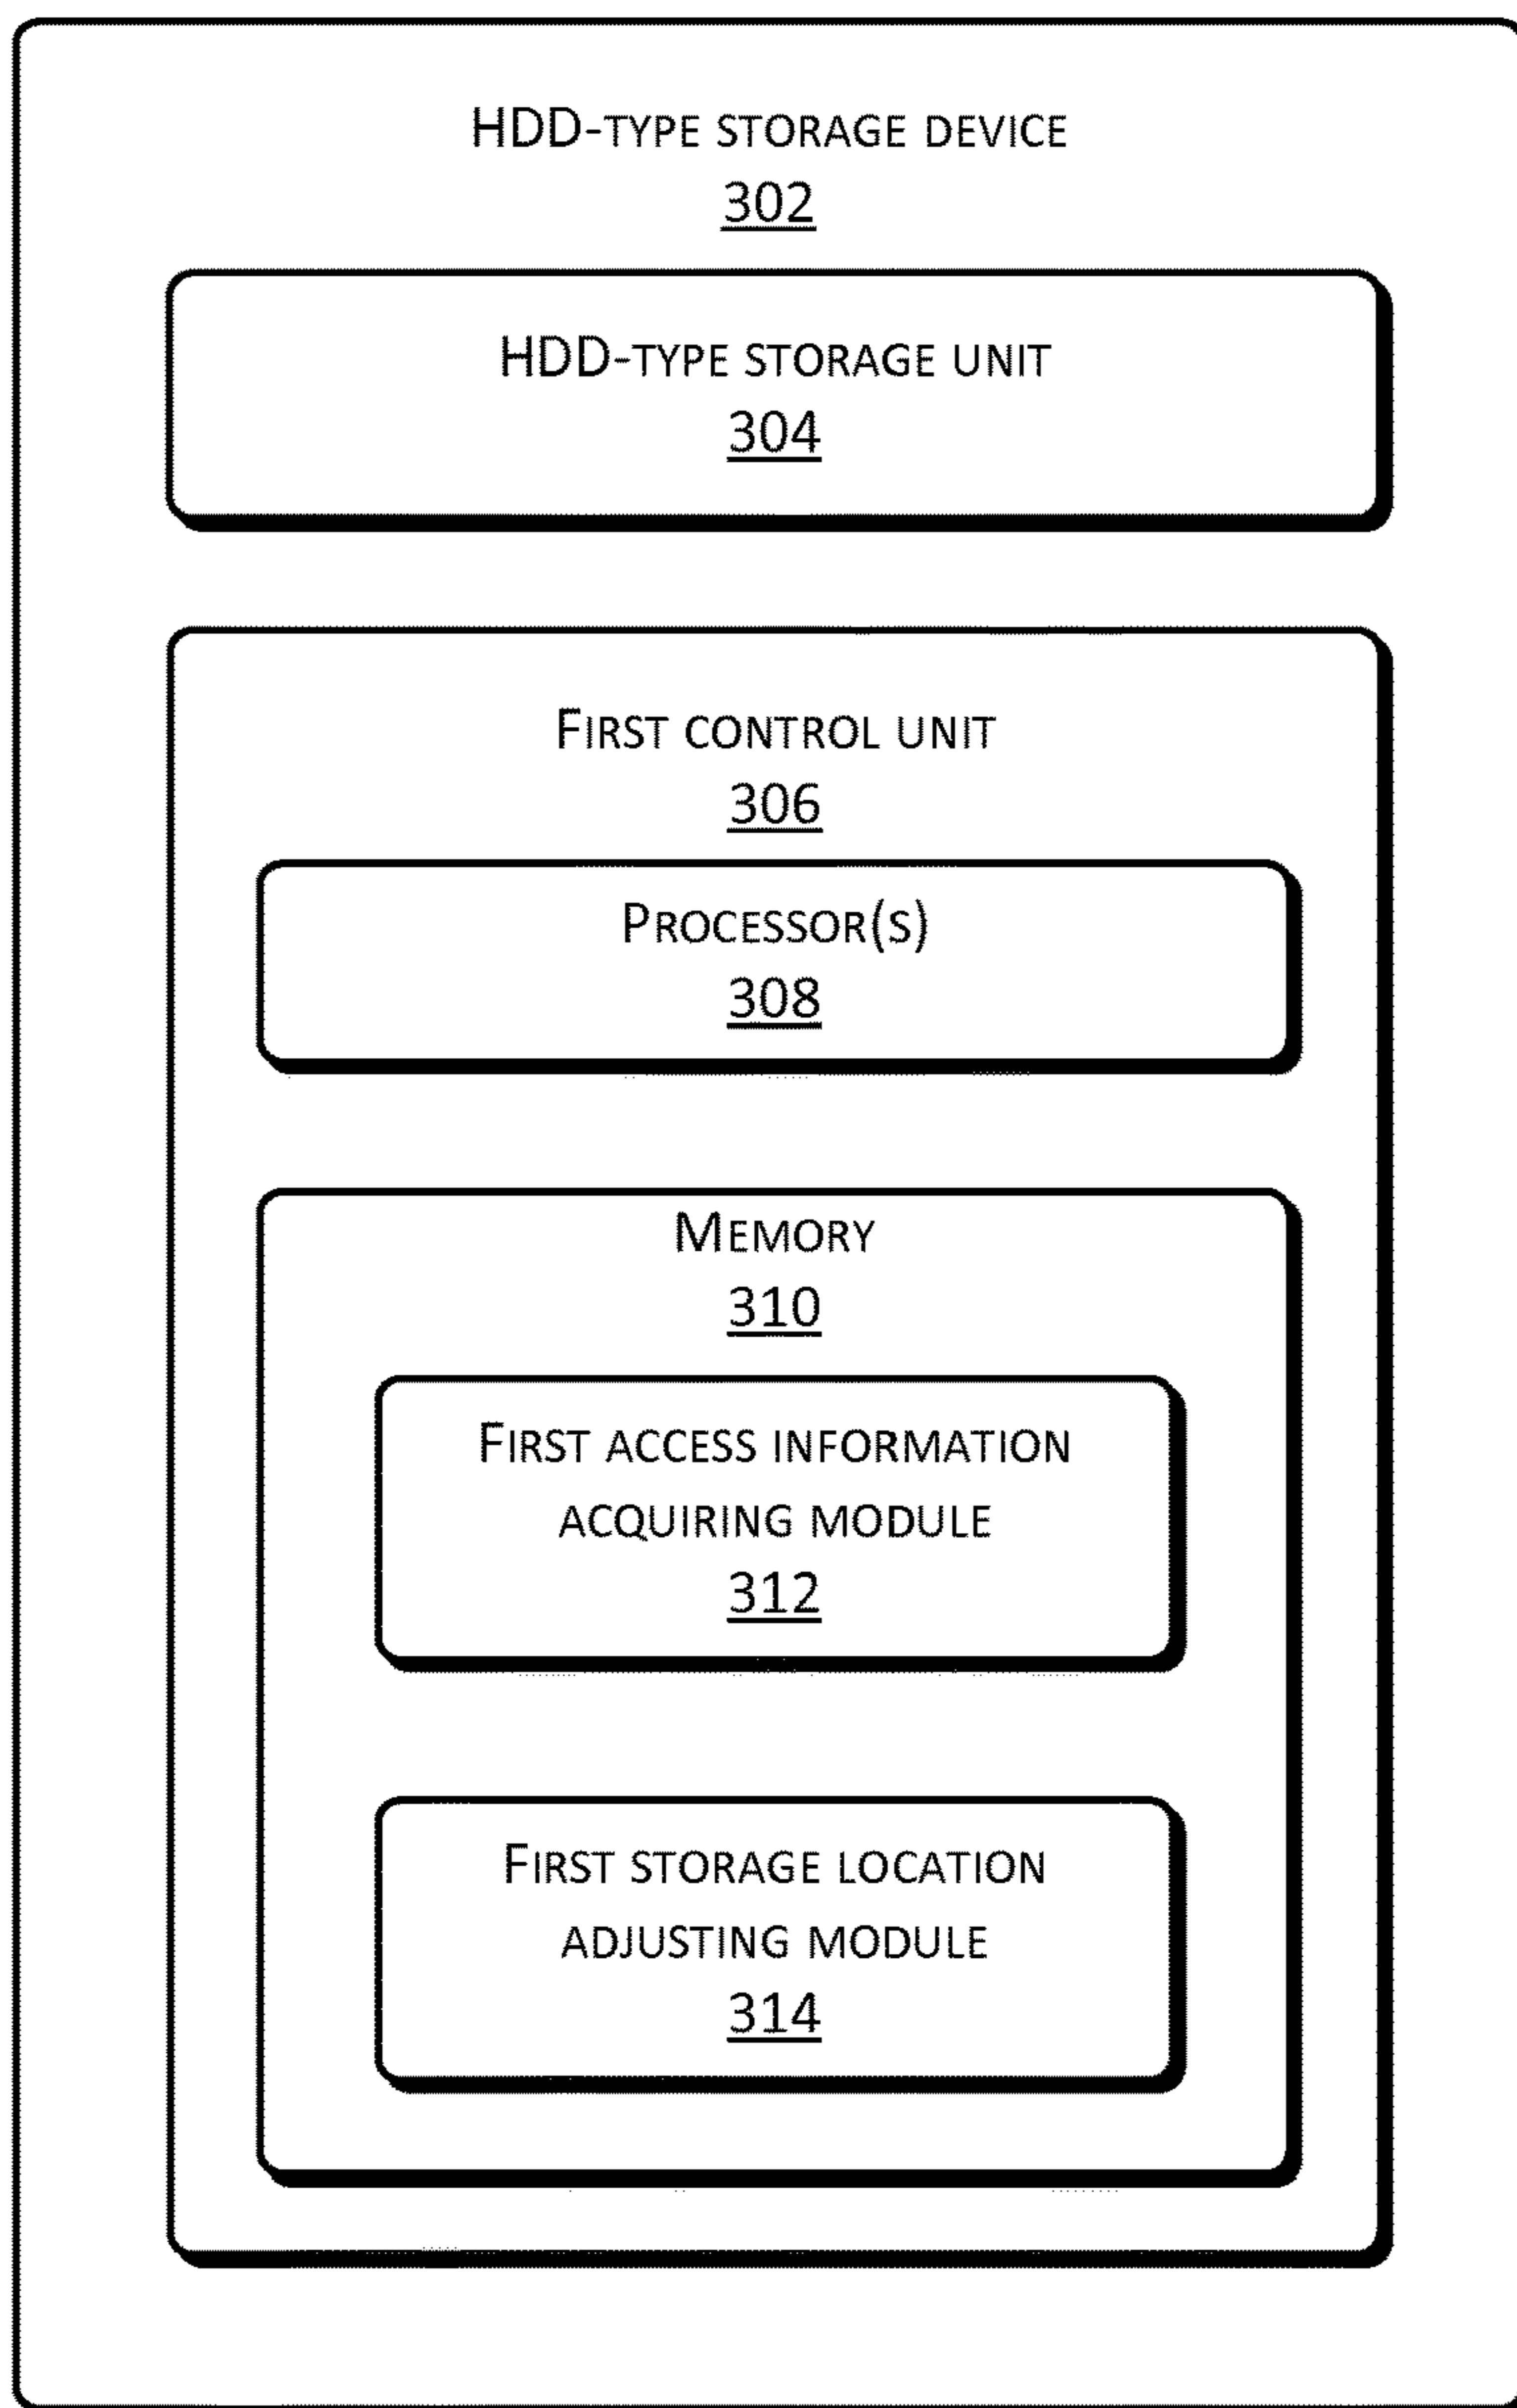 HDD-TYPE STORAGE DEVICE
302
HDD-TYPE STORAGE UNIT
304
FIRST CONTROL UNIT
306
PROCESSOR(S)
308
MEMORY
310
FIRST ACCESS INFORMATION
ACQUIRING MODULE
312
FIRST STORAGE LOCATION
ADJUSTING MODULE
314